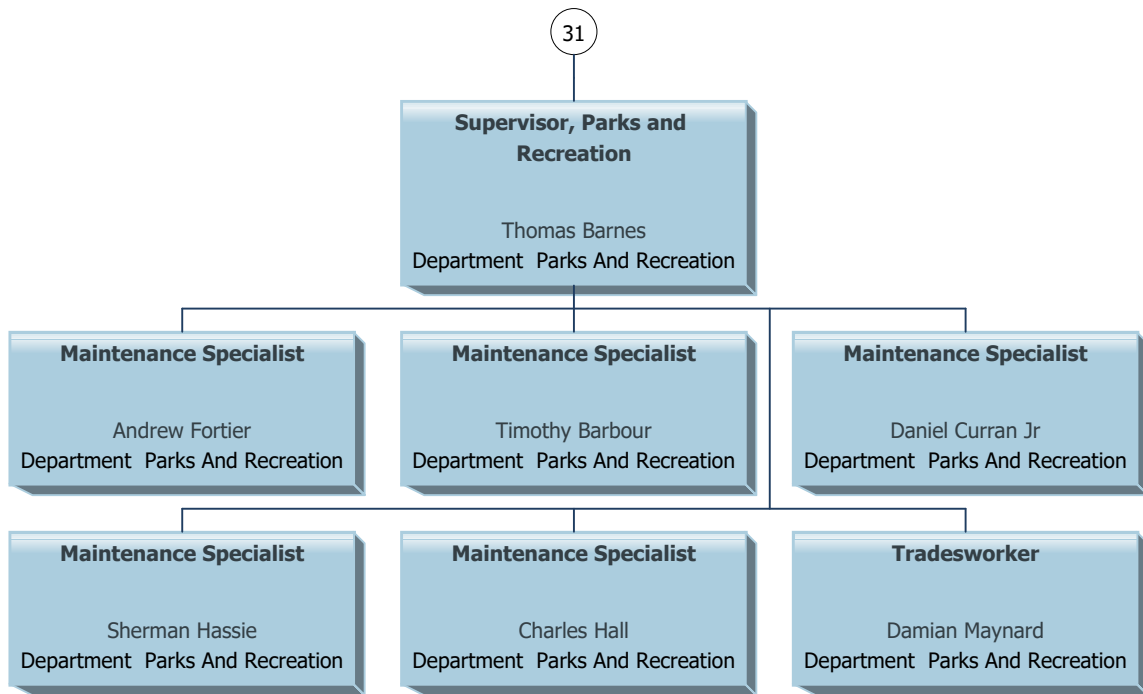 31
Supervisor, Parks and
Recreation
Thomas Barnes
Department  Parks And Recreation
Maintenance Specialist
Andrew Fortier
Department  Parks And Recreation
Maintenance Specialist
Timothy Barbour
Department  Parks And Recreation
Maintenance Specialist
Daniel Curran Jr
Department  Parks And Recreation
Maintenance Specialist
Sherman Hassie
Department  Parks And Recreation
Maintenance Specialist
Charles Hall
Department  Parks And Recreation
Tradesworker
Damian Maynard
Department  Parks And Recreation